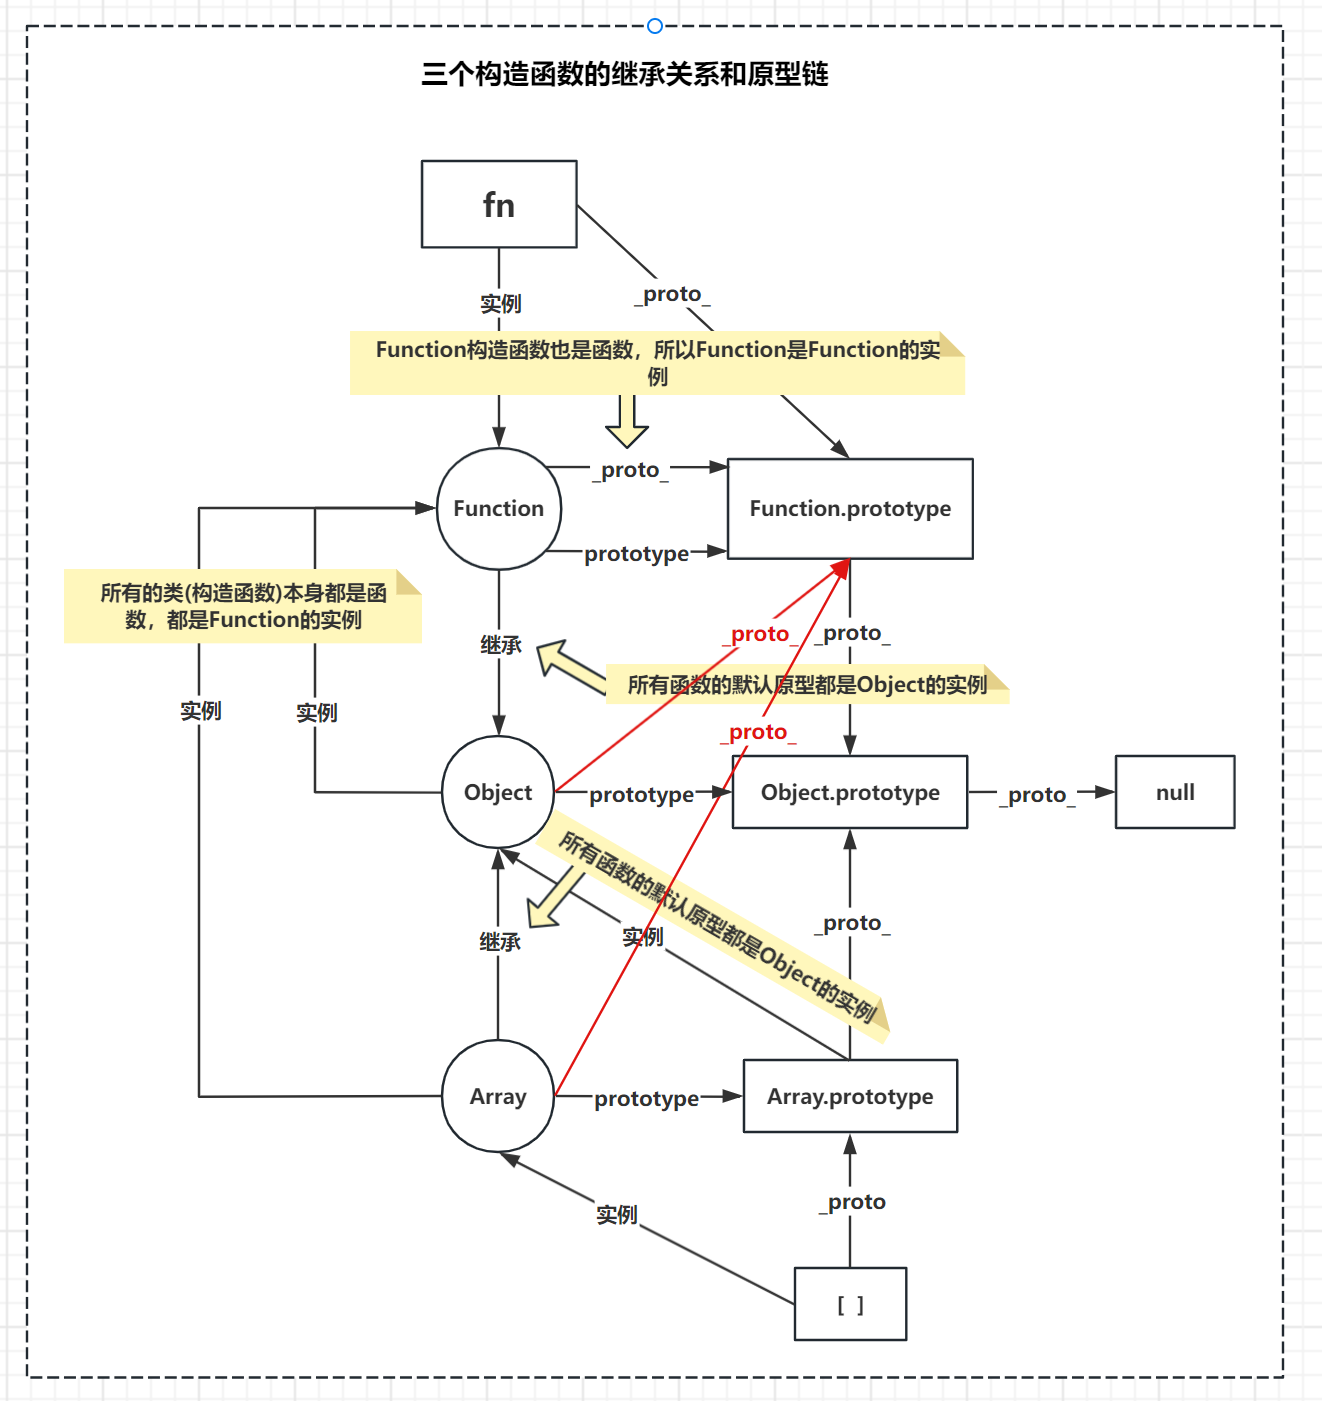 三个构造函数的继承关系和原型链
fn
实例
_proto_
Function构造函数也是函数，所以Function是Function的实
例
_proto_
Function
Function.prototype
prototype
所有的类(构造函数)本身都是函
数，都是Function的实例
继承
_proto_
_proto_
所有函数的默认原型都是Object的实例
实例
实例
_proto_
Object
prototype
Object.prototype
_proto_
null
所有函数的默认原型都是Object的实例
继承
实例
_proto_
Array
prototype
Array.prototype
实例
_proto
[ ]